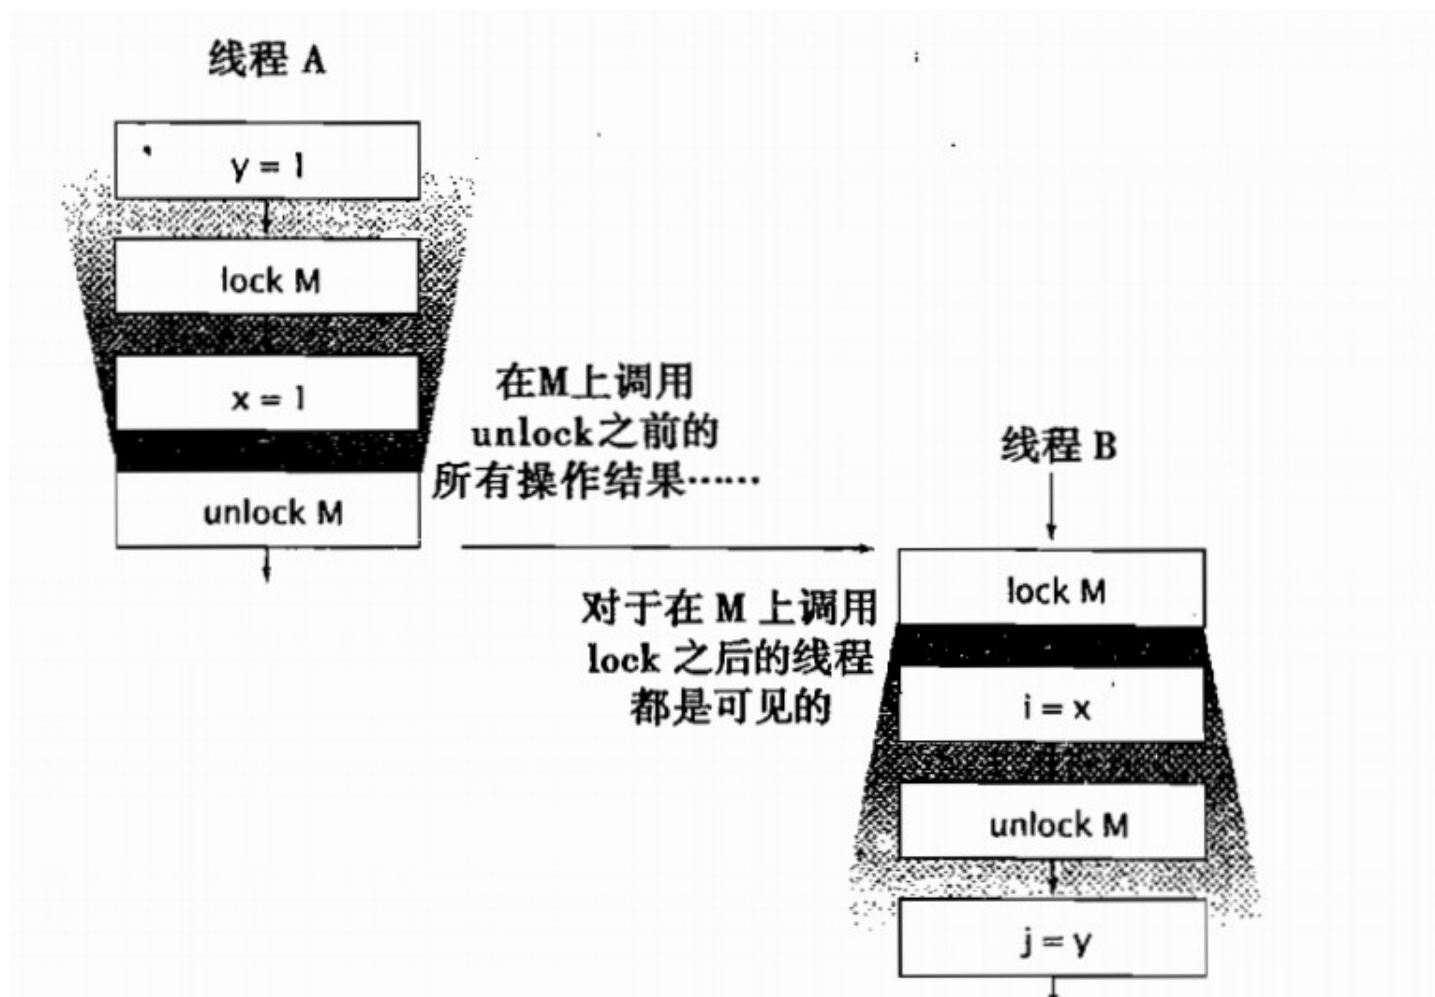 线程 A
y = 1
lock M
x = 1
unlock M
在M上调用
unlock之前的
所有操作结果……
线程 B
lock M
对于在 M 上调用
lock 之后的线程
都是可见的
i = x
unlock M
j = y